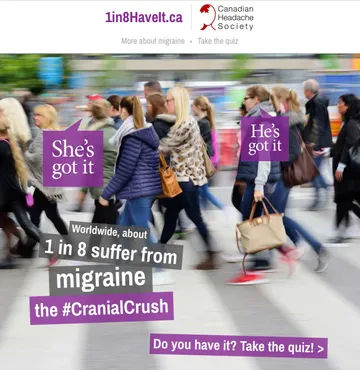 1in8HaveIt.ca
Canadian
Headache
Society
More about migraine • Take the quiz
She's
got it
He's
got it
Worldwide, about
1 in 8 suffer from
migraine
the #CranialCrush
Do you have it? Take the quiz! >